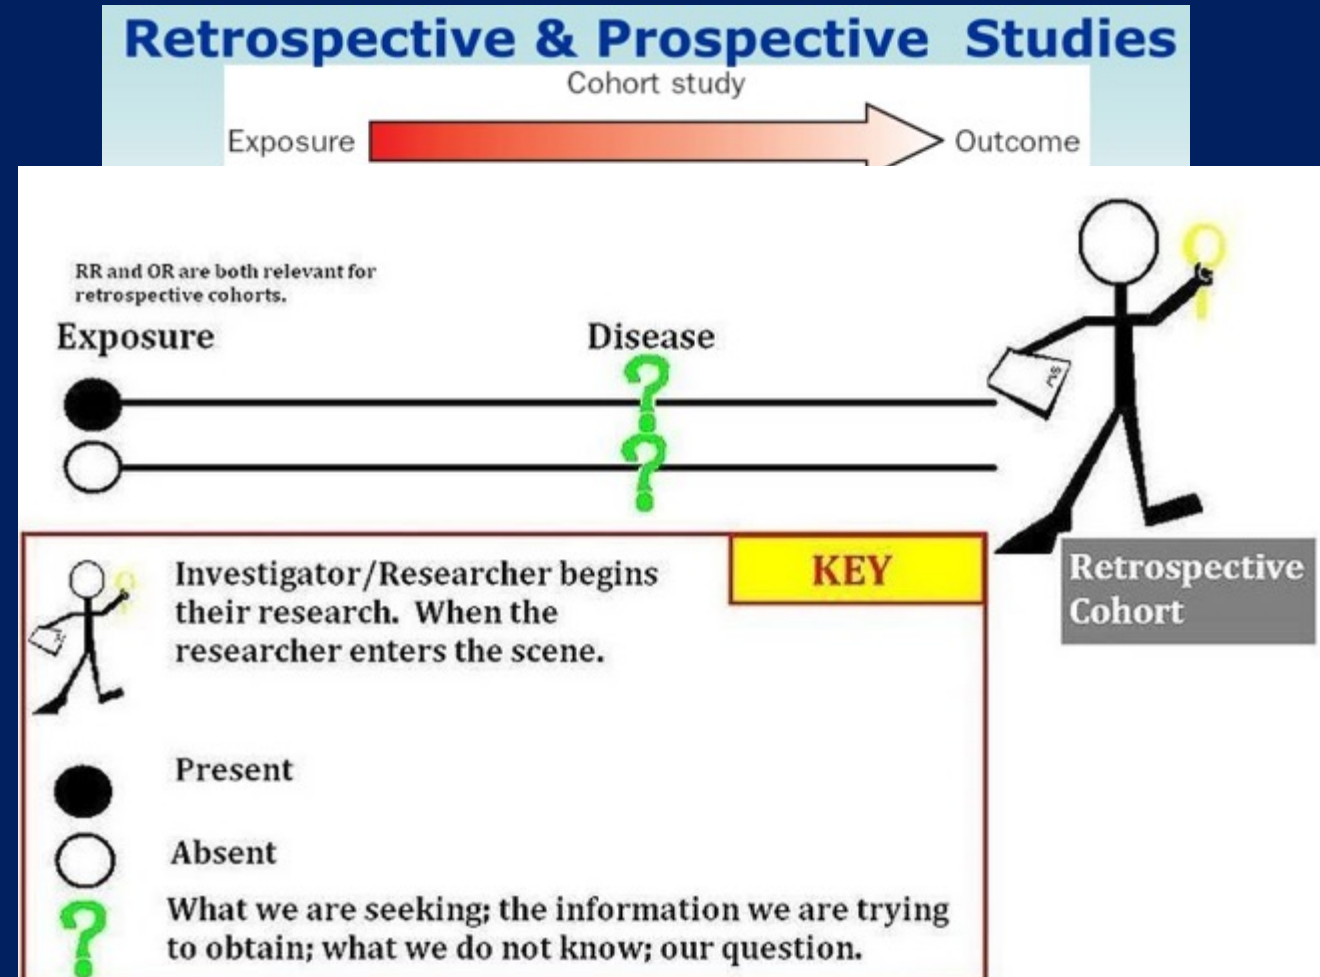 Retrospective & Prospective Studies
Cohort study
Exposure
Outcome
RR and OR are both relevant for
retrospective cohorts.
Exposure
Disease
?
?
Retrospective
Cohort
KEY
Investigator/Researcher begins
their research. When the
researcher enters the scene.
Present
Absent
?
What we are seeking; the information we are trying
to obtain; what we do not know; our question.